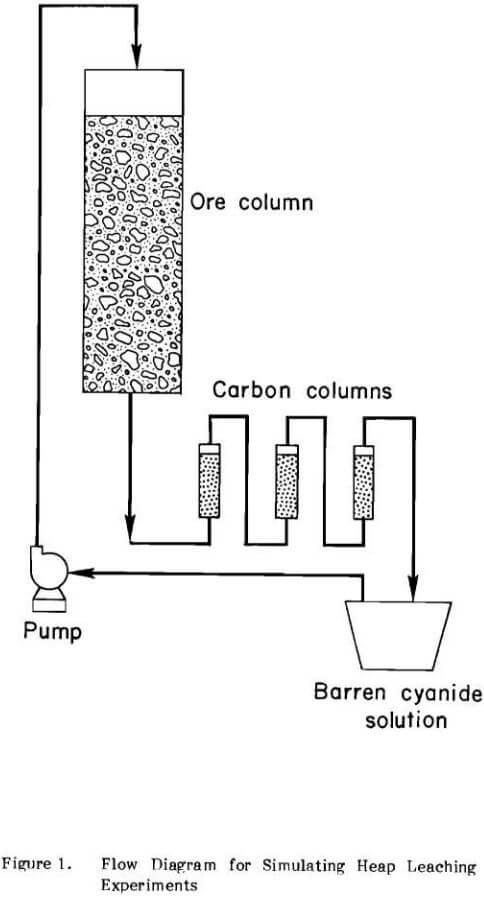 Ore column
Carbon columns
Pump
Barren cyanide
solution
Figure 1. Flow Diagram for Simulating Heap Leaching
Experiments